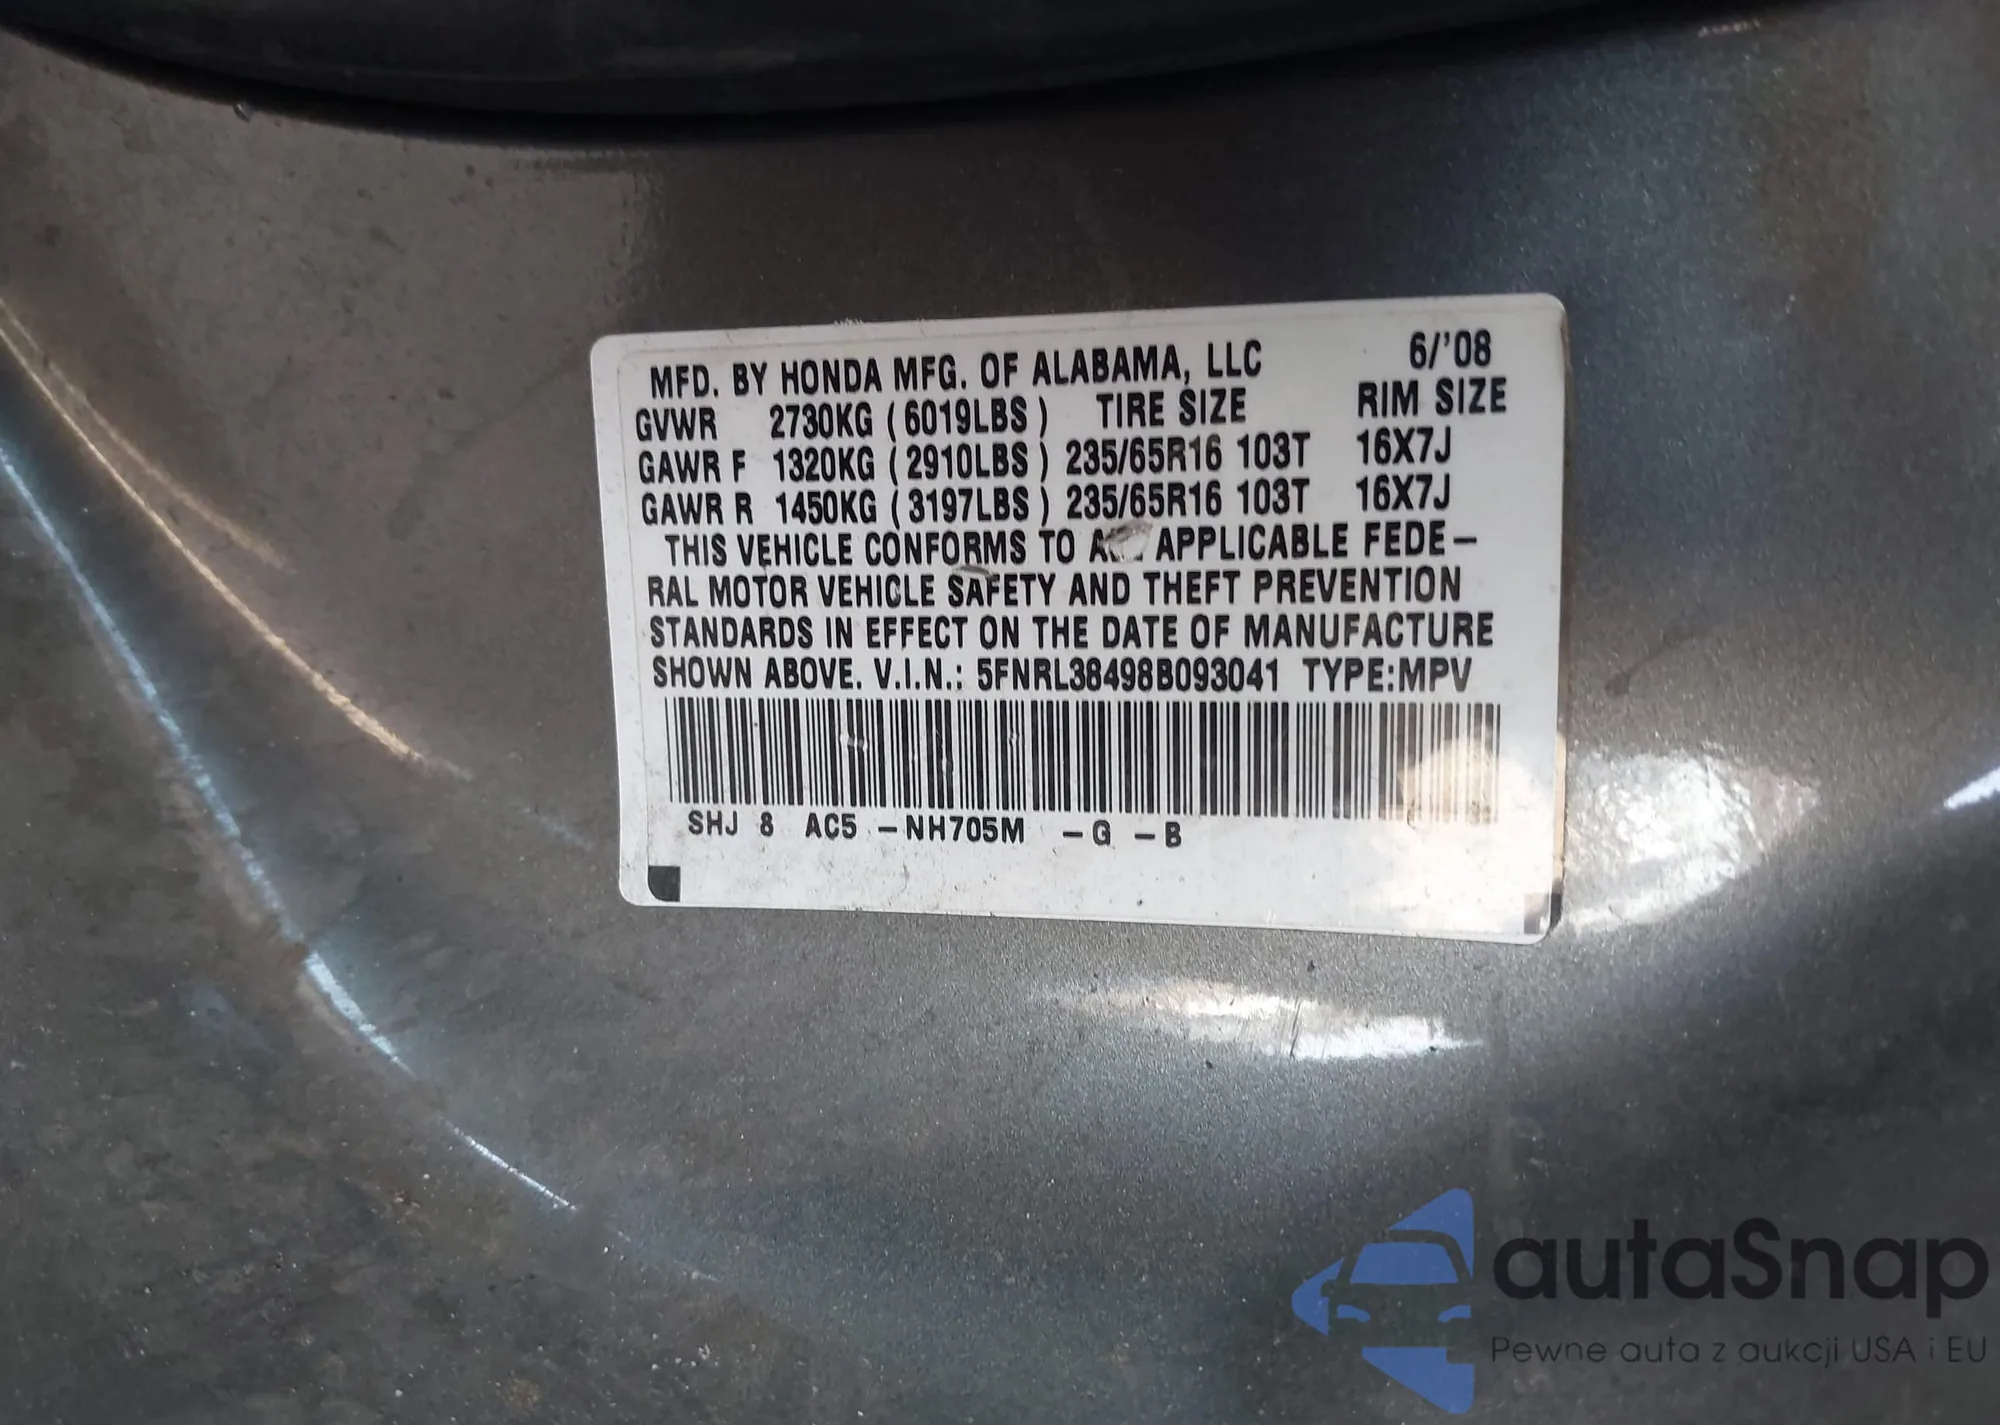 MFD. BY HONDA MFG. OF ALABAMA, LLC 6/'08
GVWR 2730KG (6019LBS) TIRE SIZE RIM SIZE
GAWR F 1320KG (2910LBS) 235/65R16 103T 16X7J
GAWR R 1450KG (3197LBS) 235/65R16 103T 16X7J
THIS VEHICLE CONFORMS TO APPLICABLE FEDE-
RAL MOTOR VEHICLE SAFETY AND THEFT PREVENTION
STANDARDS IN EFFECT ON THE DATE OF MANUFACTURE
SHOWN ABOVE. V.I.N.: 5FNRL38498B093041 TYPE:MPV
SHJ 8 AC5 -NH705M -G -B
autaSnap
Pewne auta z aukcji USA i EU